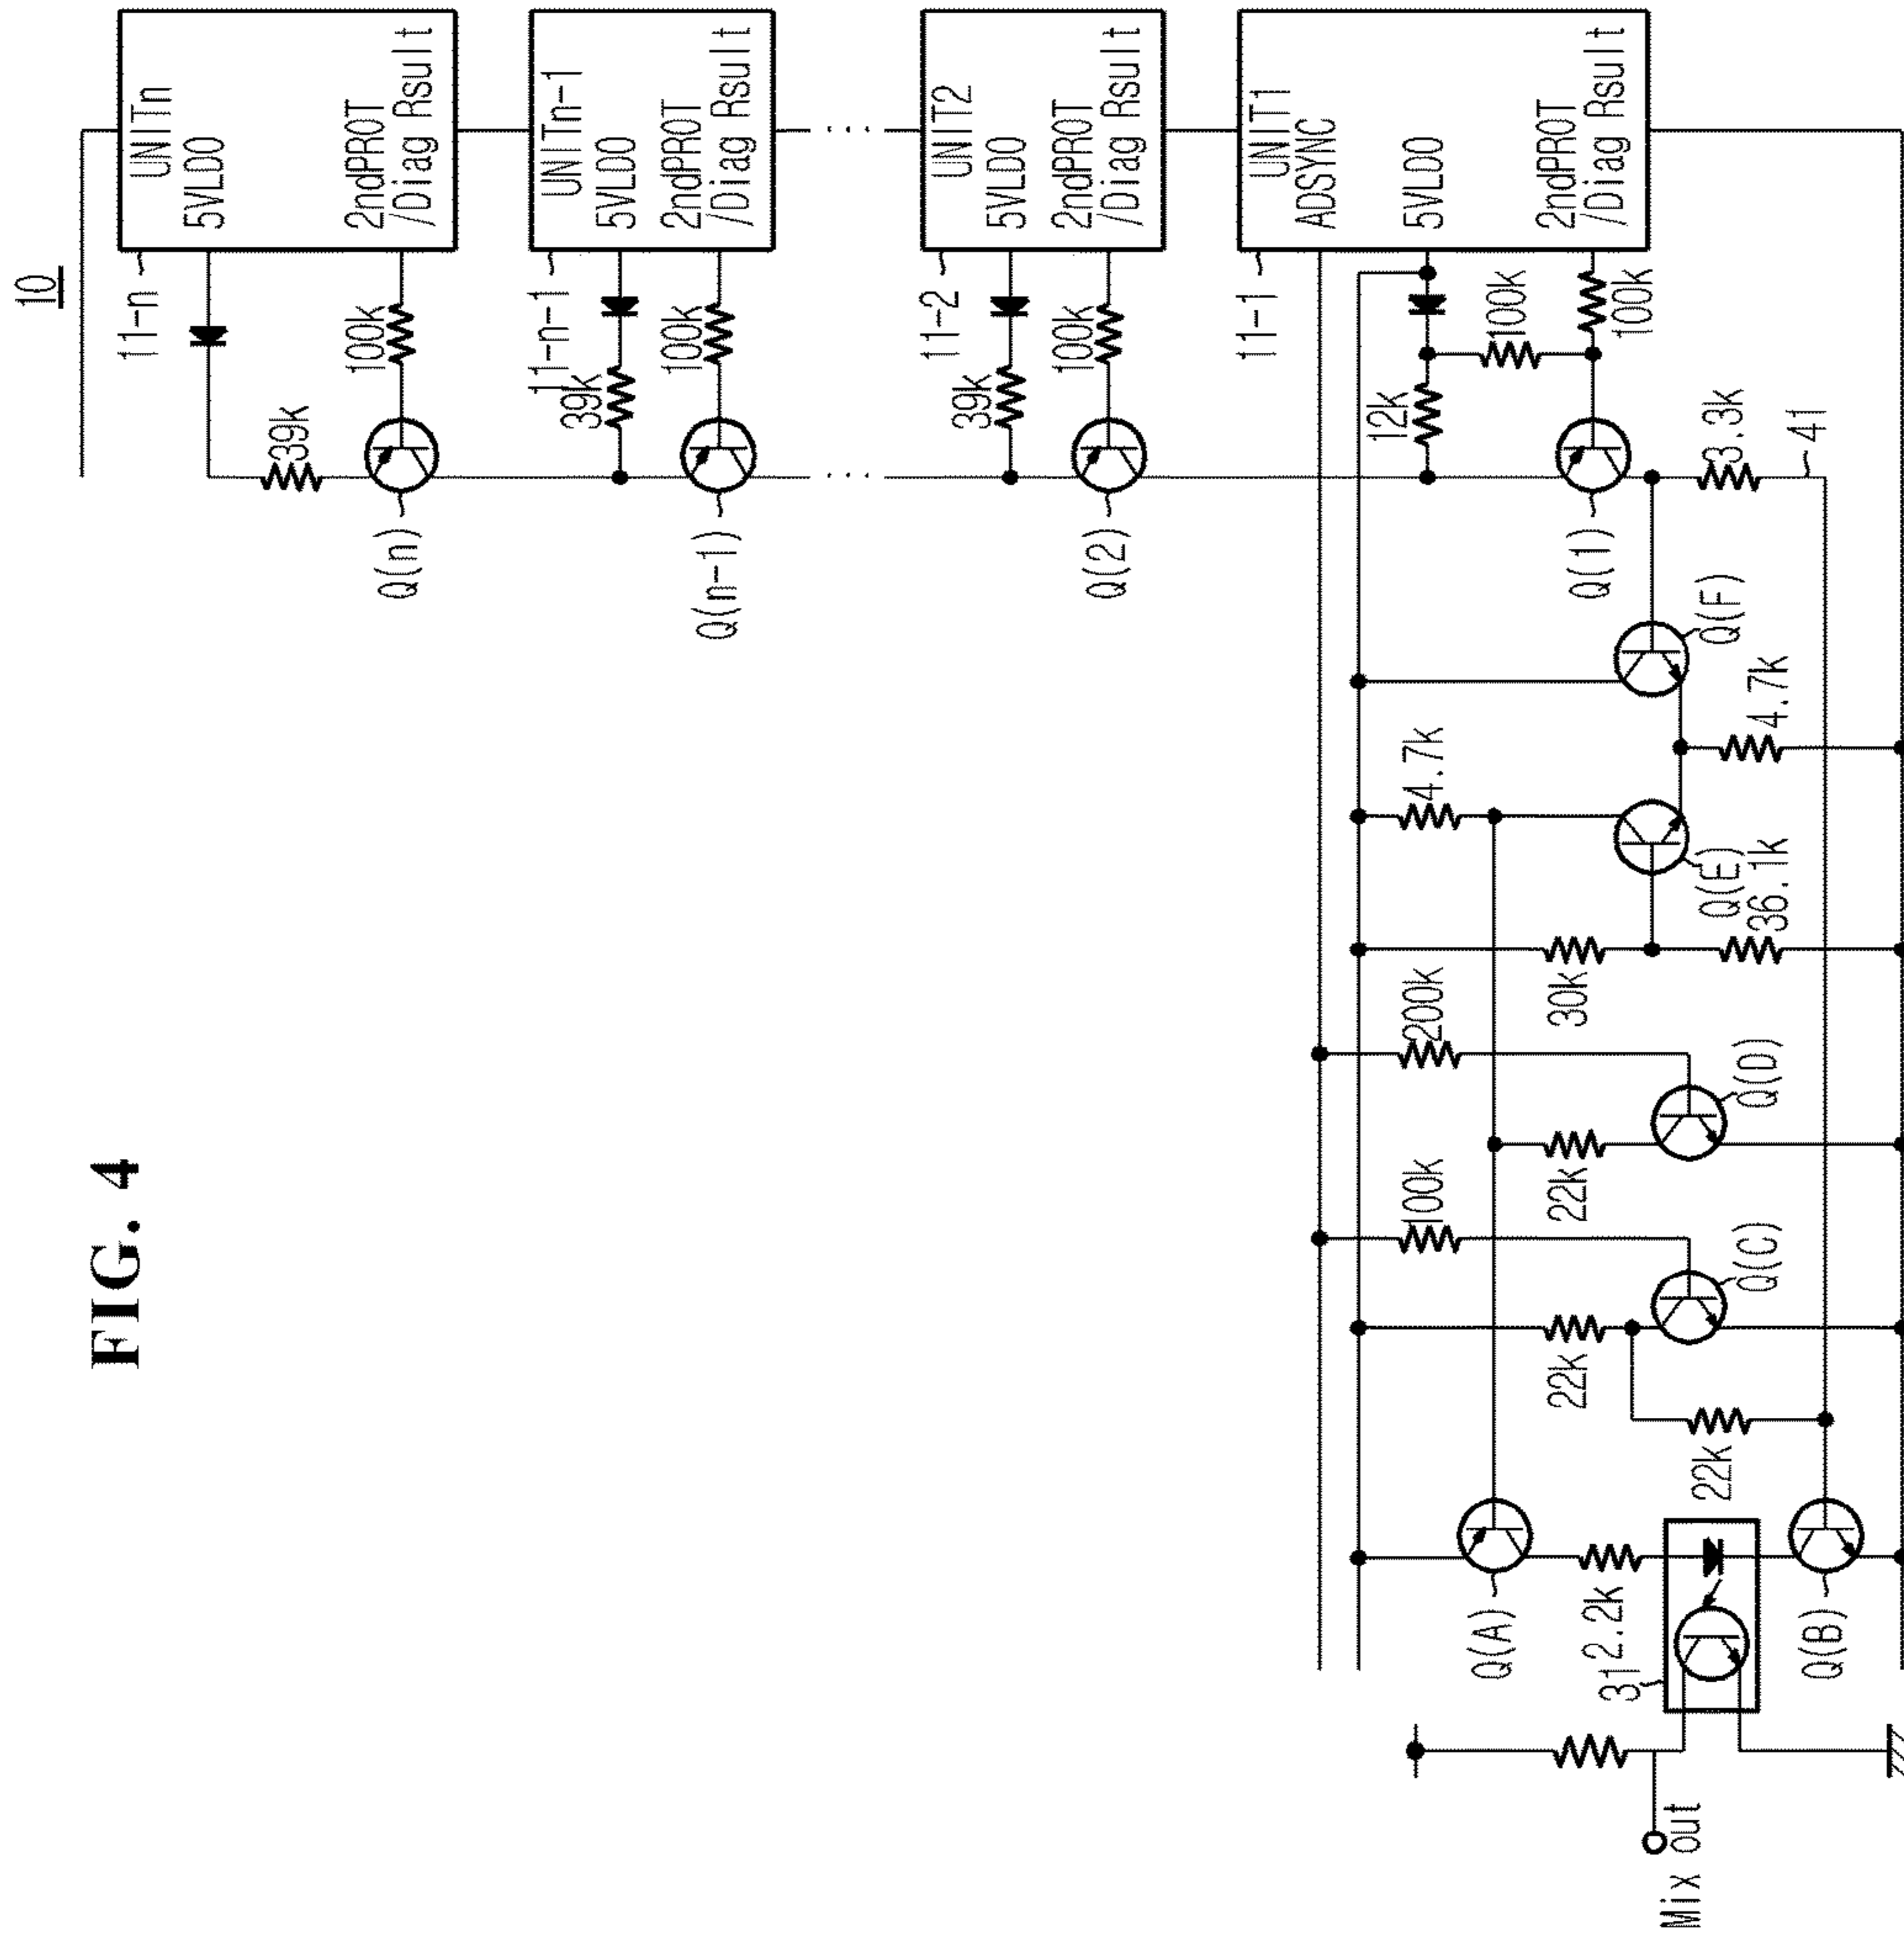 FIG. 4
10
UNITn
5VLDO
2ndPROT
/Diag Rsult
11-n
39k
100k
Q(n)
UNITn-1
5VLDO
2ndPROT
/Diag Rsult
11-n-1
39k
100k
Q(n-1)
UNIT2
5VLDO
2ndPROT
/Diag Rsult
11-2
39k
100k
Q(2)
UNIT1
ADSYNC
5VLDO
2ndPROT
/Diag Rsult
11-1
12k
100k
100k
Q(1)
3.3k
41
Q(F)
4.7k
4.7k
Q(E)
36.1k
30k
200k
Q(D)
22k
100k
Q(C)
22k
22k
Q(A)
2.2k
31
Q(B)
Mix out